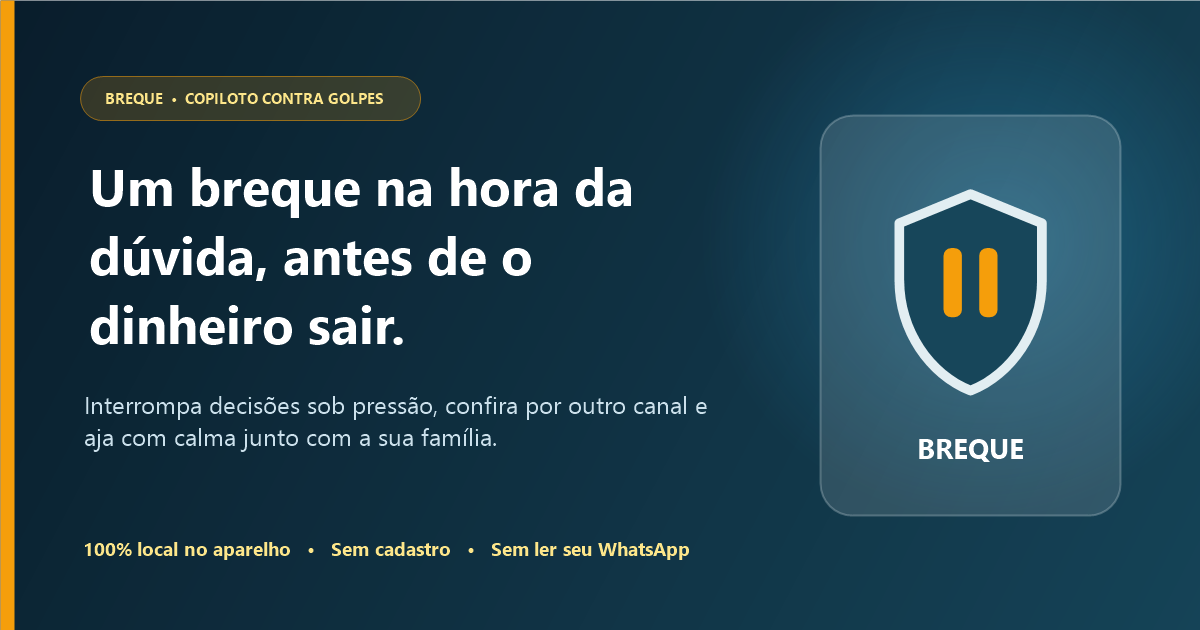 BREQUE • COPILOTO CONTRA GOLPES
Um breque na hora da
dúvida, antes de o
dinheiro sair.
Interrompa decisões sob pressão, confira por outro canal e
aja com calma junto com a sua família.
100% local no aparelho • Sem cadastro • Sem ler seu WhatsApp
BREQUE